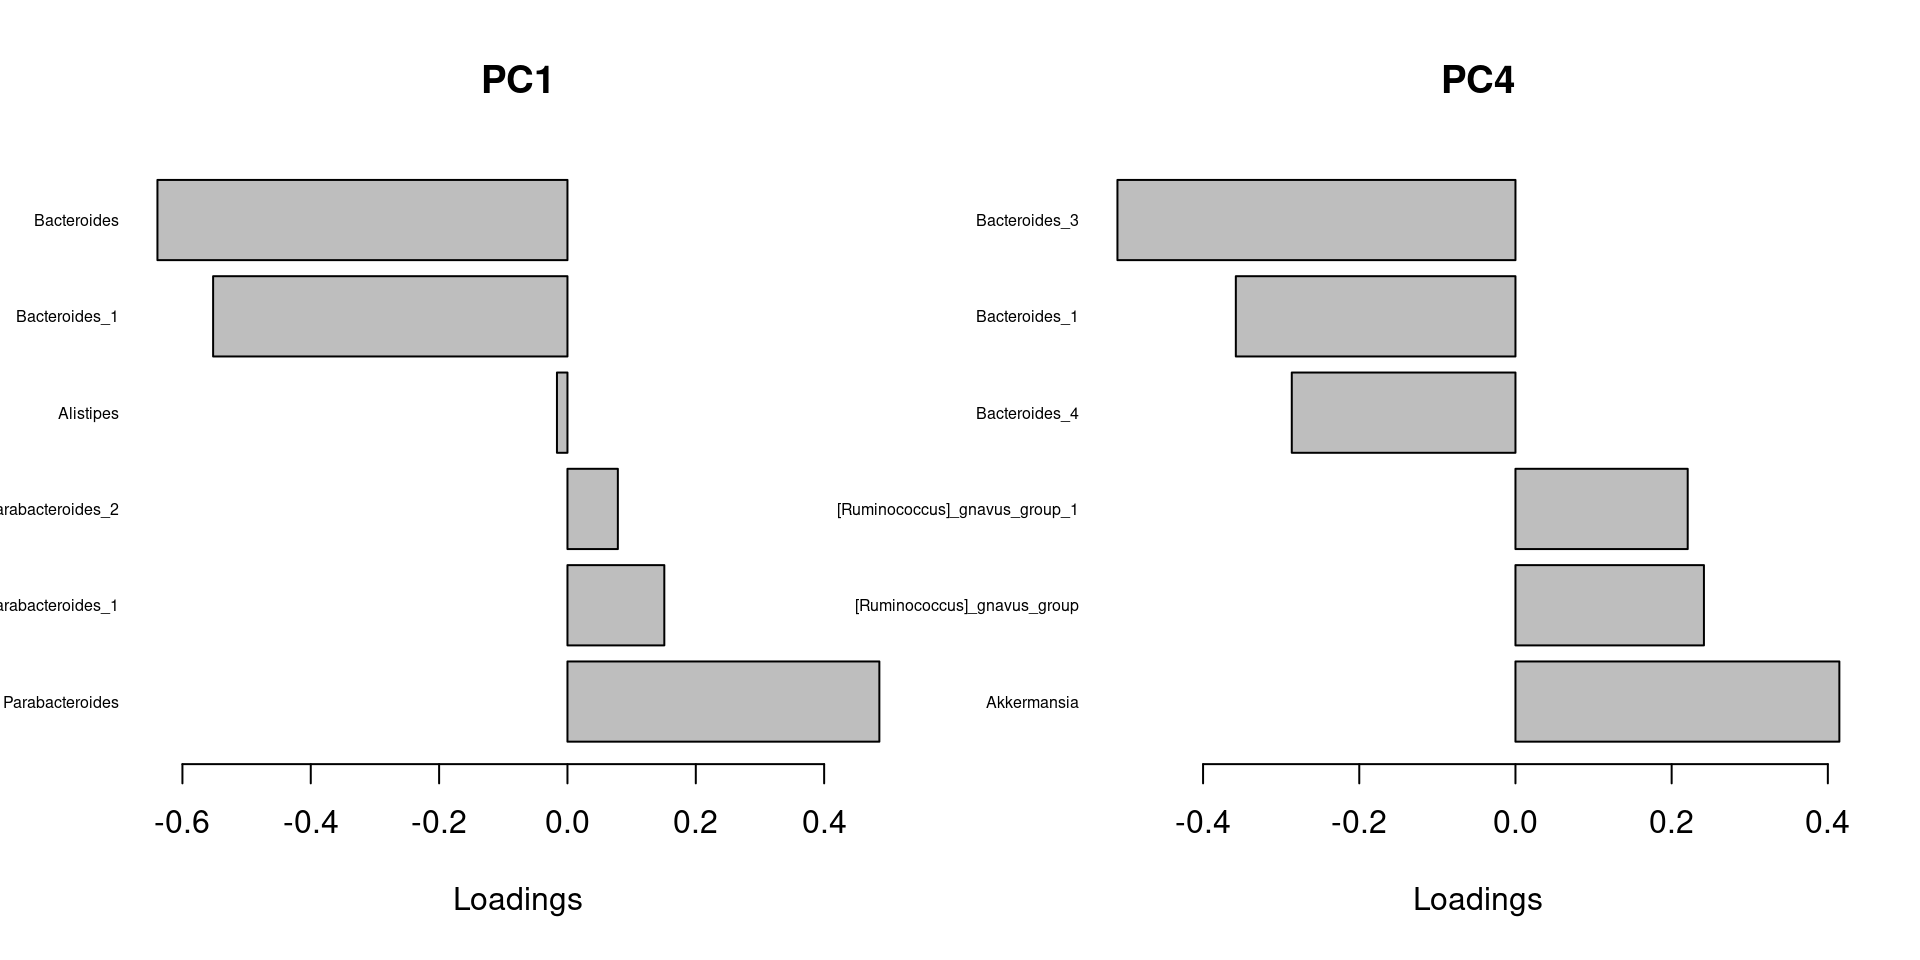 PC1
Bacteroides
Bacteroides_1
Alistipes
arabacteroides_2
arabacteroides_1
Parabacteroides
-0.6 -0.4 -0.2 0.0 0.2 0.4
Loadings
PC4
Bacteroides_3
Bacteroides_1
Bacteroides_4
[Ruminococcus]_gnavus_group_1
[Ruminococcus]_gnavus_group
Akkermansia
-0.4 -0.2 0.0 0.2 0.4
Loadings